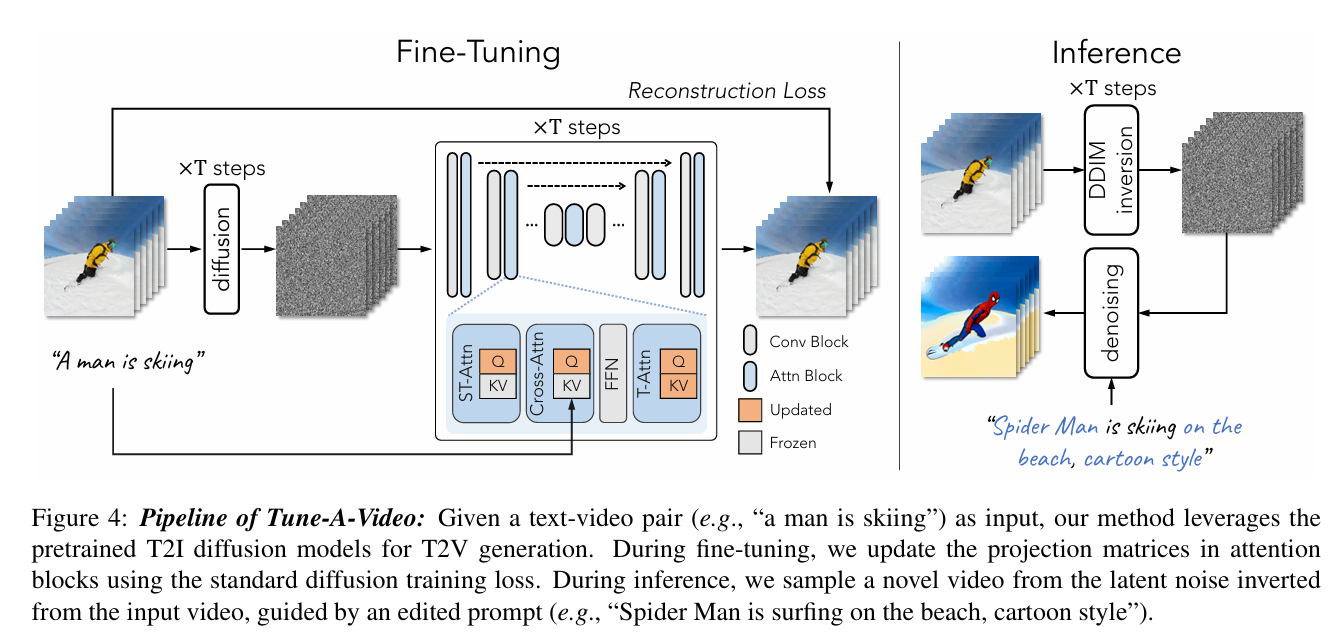 Fine-Tuning
Reconstruction Loss
×T steps
×T steps
diffusion
“A man is skiing”
ST-Attn
Q
KV
Cross-Attn
Q
KV
FFN
T-Attn
Q
KV
Conv Block
Attn Block
Updated
Frozen
Inference
×T steps
DDIM
inversion
denoising
“Spider Man is skiing on the
beach, cartoon style”
Figure 4: Pipeline of Tune-A-Video: Given a text-video pair (e.g., “a man is skiing”) as input, our method leverages the
pretrained T2I diffusion models for T2V generation. During fine-tuning, we update the projection matrices in attention
blocks using the standard diffusion training loss. During inference, we sample a novel video from the latent noise inverted
from the input video, guided by an edited prompt (e.g., “Spider Man is surfing on the beach, cartoon style”).